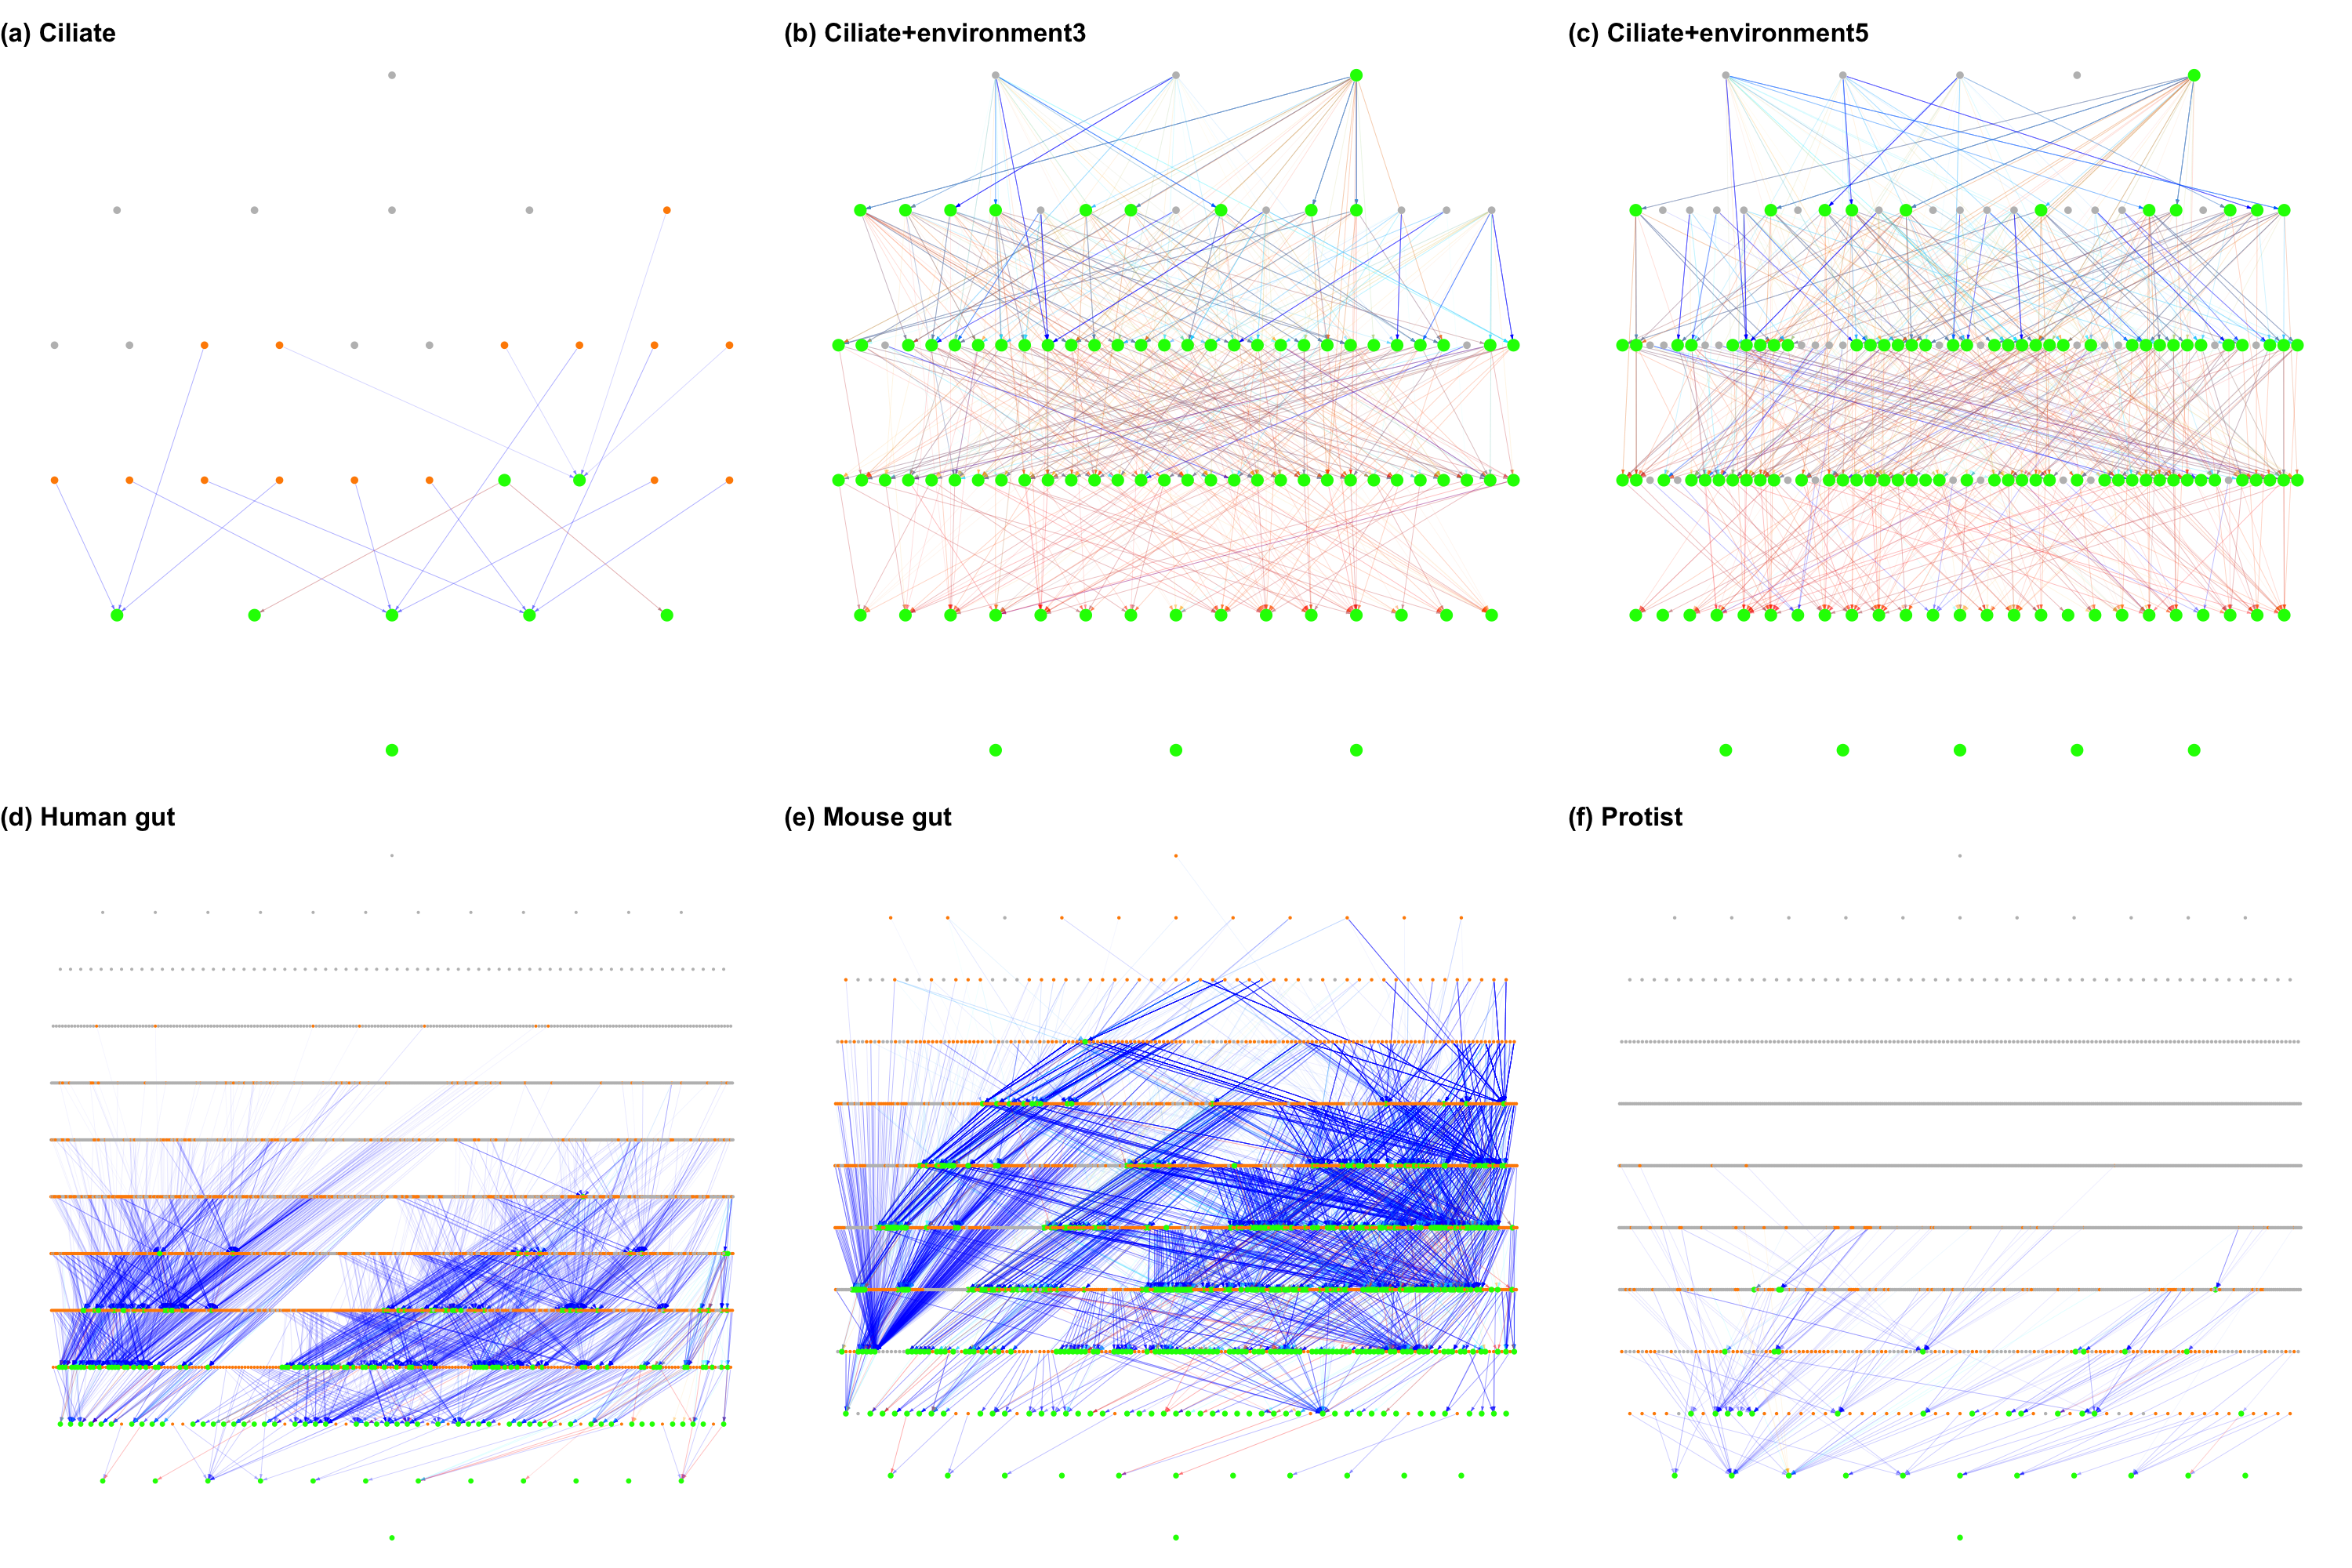 (a) Ciliate
(b) Ciliate+environment3
(c) Ciliate+environment5
(d) Human gut
(e) Mouse gut
(f) Protist